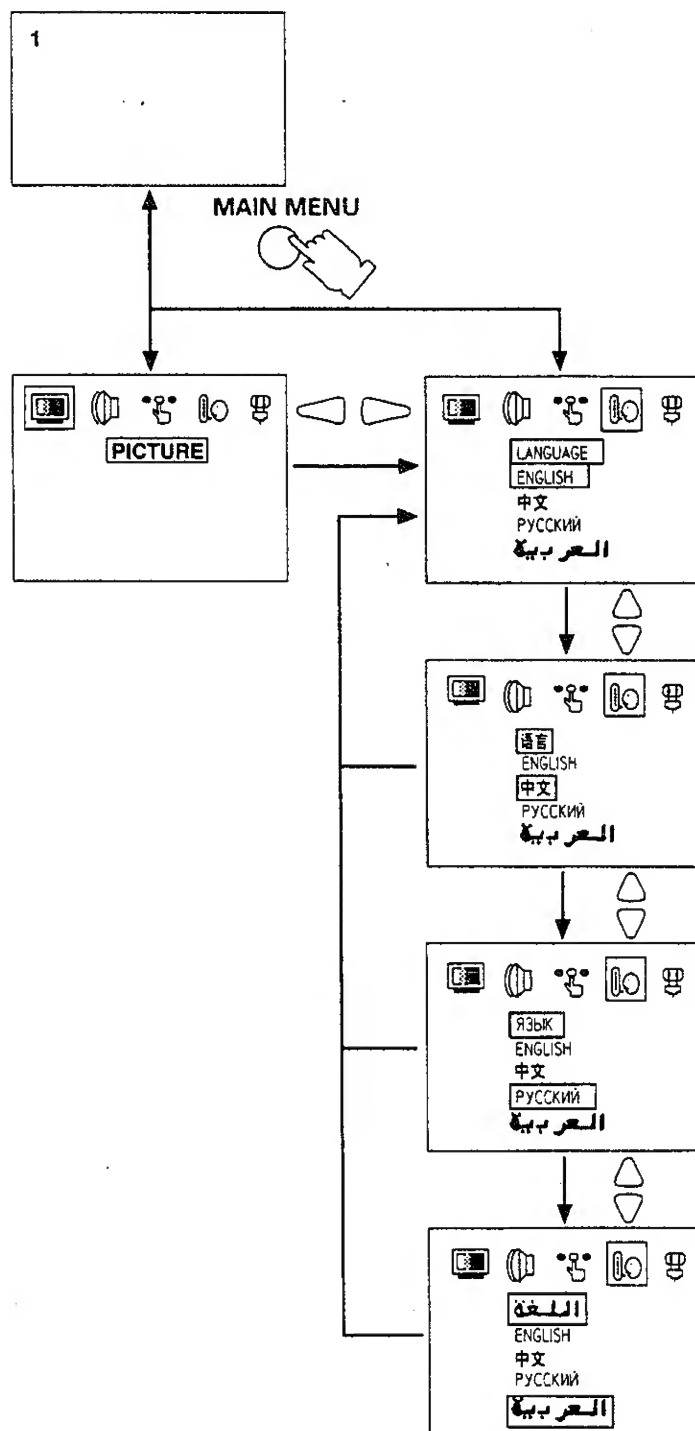 1
MAIN MENU
PICTURE
LANGUAGE
ENGLISH
中文
РУССКИЙ
العربية
语言
ENGLISH
中文
РУССКИЙ
العربية
ЯЗЫК
ENGLISH
中文
РУССКИЙ
العربية
اللغة
ENGLISH
中文
РУССКИЙ
العربية